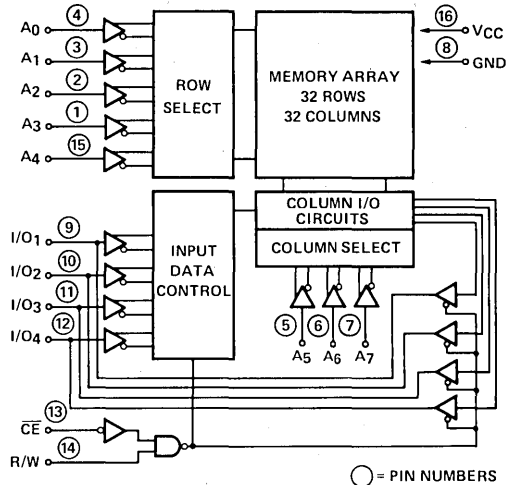 A0 4
A1 3
A2 2
A3 1
A4 15
ROW
SELECT
MEMORY ARRAY
32 ROWS
32 COLUMNS
16 VCC
8 GND
I/O1 9
I/O2 10
I/O3 11
I/O4 12
INPUT
DATA
CONTROL
COLUMN I/O
CIRCUITS
COLUMN SELECT
5 6 7
A5 A6 A7
CE 13
R/W 14
= PIN NUMBERS